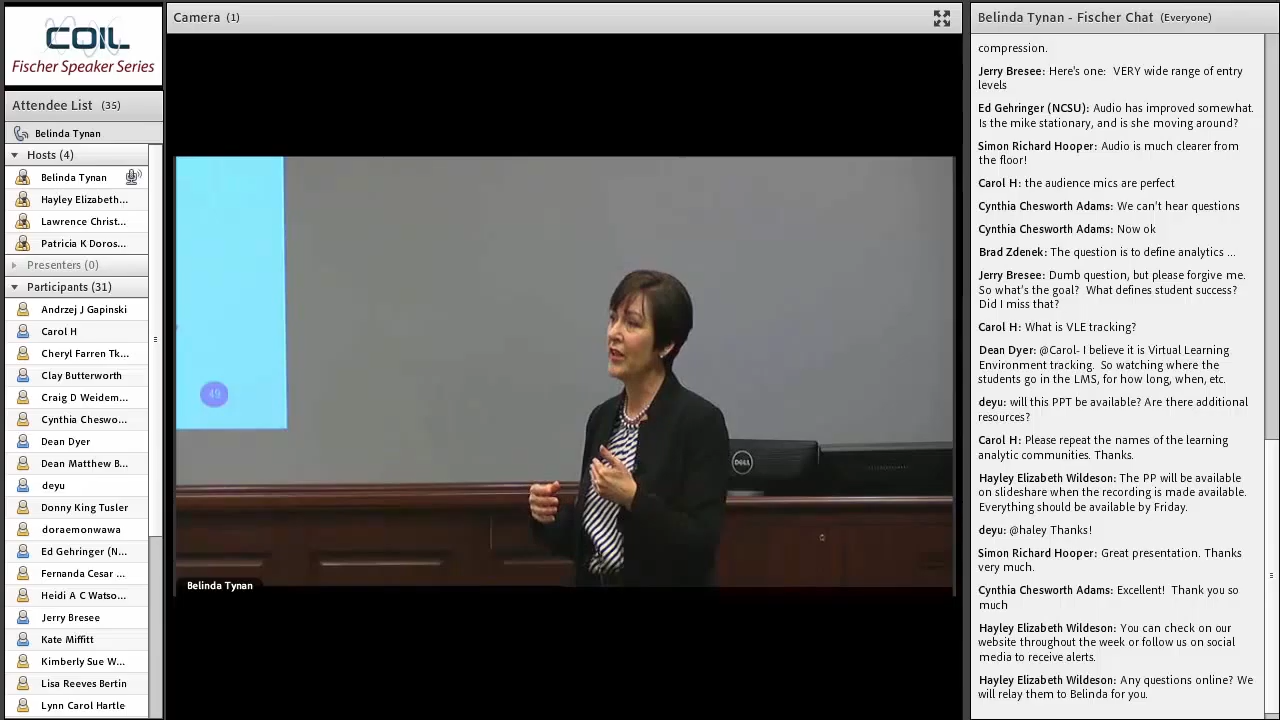 COIL
Fischer Speaker Series
Attendee List (35)
Belinda Tynan
Hosts (4)
Belinda Tynan
Hayley Elizabeth...
Lawrence Christ...
Patricia K Doros...
Presenters (0)
Participants (31)
Andrzej J Gapinski
Carol H
Cheryl Farren Tk...
Clay Butterworth
Craig D Weidem...
Cynthia Cheswo...
Dean Dyer
Dean Matthew B...
deyu
Donny King Tusler
doraemonwawa
Ed Gehringer (N...
Fernanda Cesar ...
Heidi A C Watso...
Jerry Bresee
Kate Miffitt
Kimberly Sue W...
Lisa Reeves Bertin
Lynn Carol Hartle
Camera (1)
49
DELL
Belinda Tynan
Belinda Tynan - Fischer Chat (Everyone)
compression.
Jerry Bresee: Here's one: VERY wide range of entry
levels
Ed Gehringer (NCSU): Audio has improved somewhat.
Is the mike stationary, and is she moving around?
Simon Richard Hooper: Audio is much clearer from
the floor!
Carol H: the audience mics are perfect
Cynthia Chesworth Adams: We can't hear questions
Cynthia Chesworth Adams: Now ok
Brad Zdenek: The question is to define analytics ...
Jerry Bresee: Dumb question, but please forgive me.
So what's the goal? What defines student success?
Did I miss that?
Carol H: What is VLE tracking?
Dean Dyer: @Carol- I believe it is Virtual Learning
Environment tracking. So watching where the
students go in the LMS, for how long, when, etc.
deyu: will this PPT be available? Are there additional
resources?
Carol H: Please repeat the names of the learning
analytic communities. Thanks.
Hayley Elizabeth Wildeson: The PP will be available
on slideshare when the recording is made available.
Everything should be available by Friday.
deyu: @haley Thanks!
Simon Richard Hooper: Great presentation. Thanks
very much.
Cynthia Chesworth Adams: Excellent! Thank you so
much
Hayley Elizabeth Wildeson: You can check on our
website throughout the week or follow us on social
media to receive alerts.
Hayley Elizabeth Wildeson: Any questions online? We
will relay them to Belinda for you.